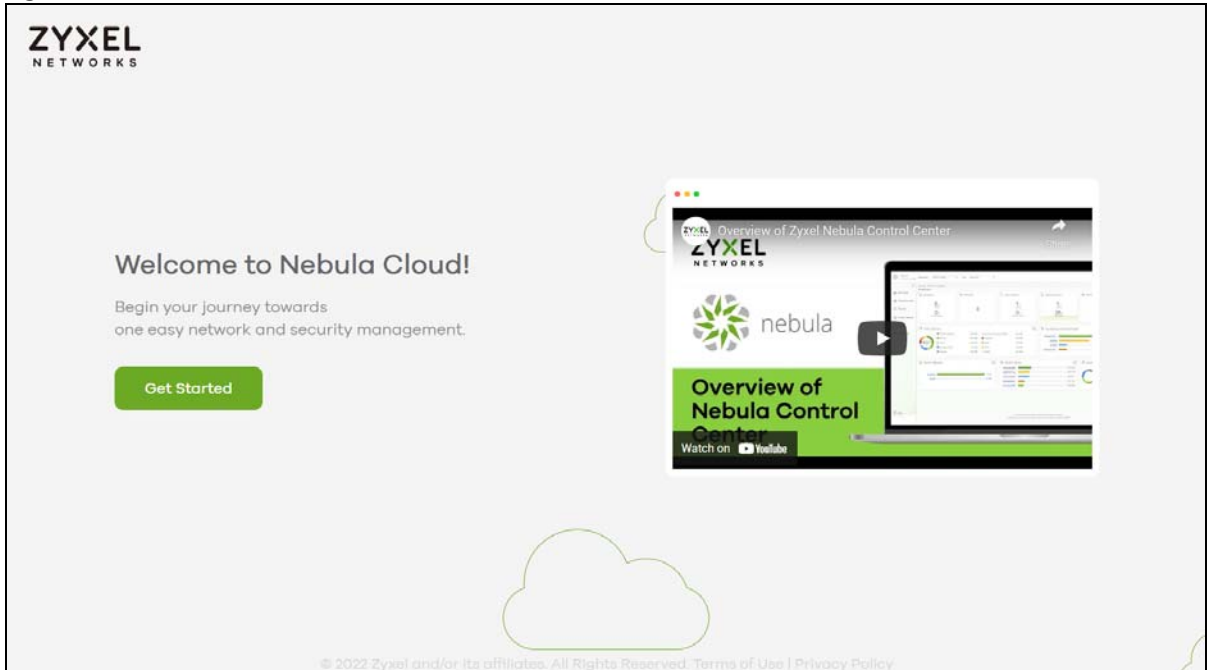 ZYXEL
NETWORKS
Welcome to Nebula Cloud!
Begin your journey towards
one easy network and security management.
Get Started
ZYXEL
Overview of Zyxel Nebula Control Center
Share
ZYXEL
NETWORKS
nebula
Overview of
Nebula Control
Center
Watch on YouTube
© 2022 Zyxel and/or its affiliates. All Rights Reserved. Terms of Use | Privacy Policy